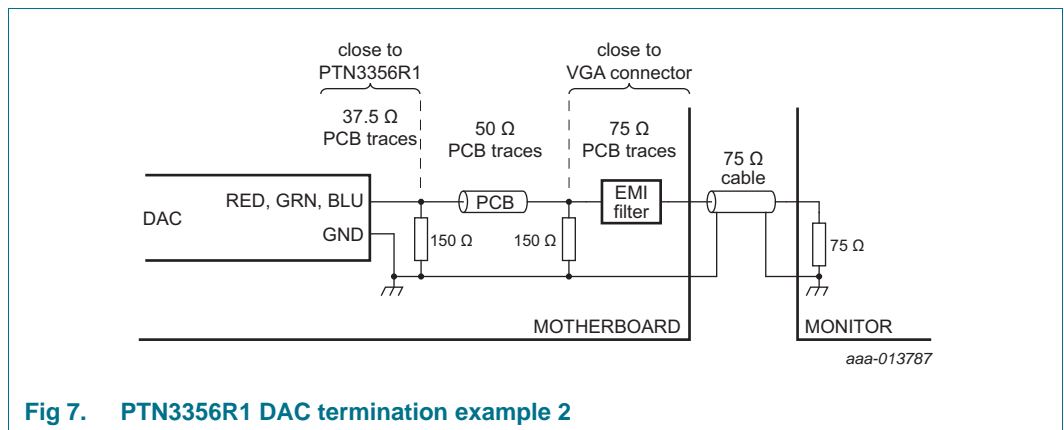 close to
PTN3356R1
close to
VGA connector
37.5 Ω
PCB traces
50 Ω
PCB traces
75 Ω
PCB traces
75 Ω
cable
DAC
RED, GRN, BLU
GND
PCB
EMI
filter
150 Ω
150 Ω
75 Ω
MOTHERBOARD
MONITOR
aaa-013787
Fig 7. PTN3356R1 DAC termination example 2